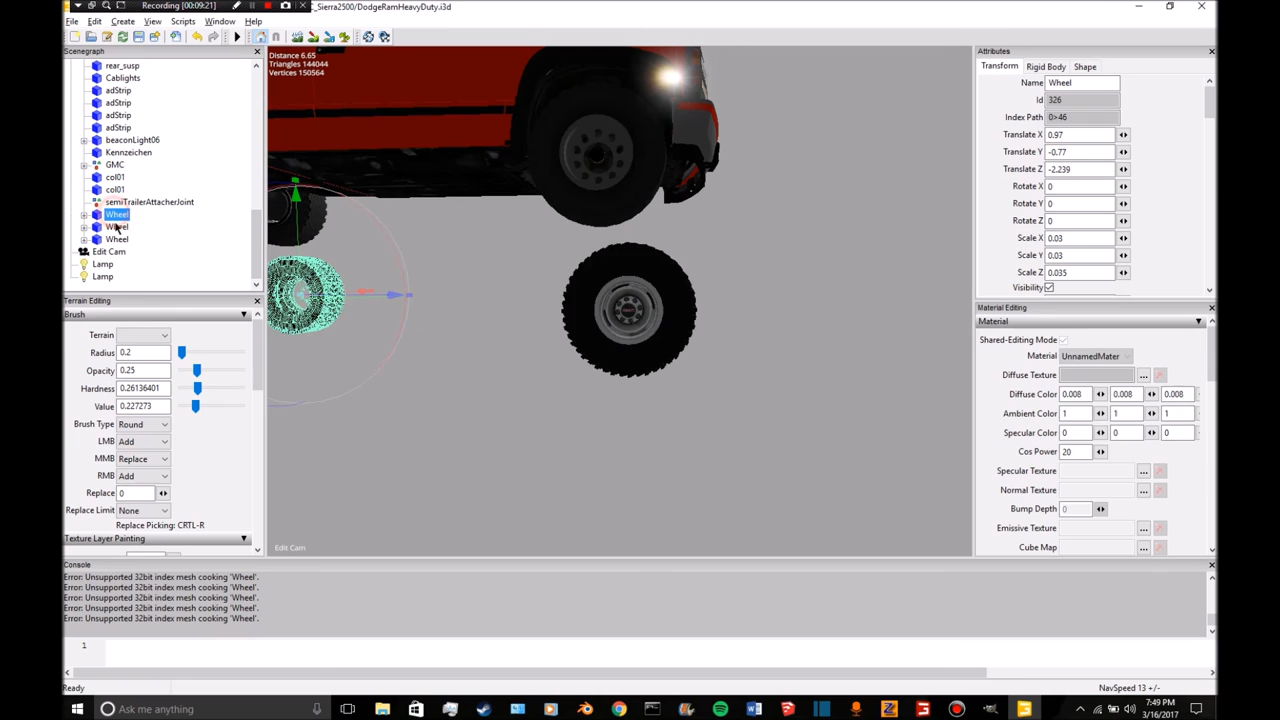 Recording [00:09:21]
C_Sierra2500/DodgeRamHeavyDuty.i3d
File Edit Create View Scripts Window Help
Scenegraph
rear_susp
Cablights
adStrip
adStrip
adStrip
adStrip
beaconLight06
Kennzeichen
GMC
col01
col01
semiTrailerAttacherJoint
Wheel
Wheel
Wheel
Edit Cam
Lamp
Lamp
Terrain Editing
Brush
Terrain
Radius 0.2
Opacity 0.25
Hardness 0.26136401
Value 0.227273
Brush Type Round
LMB Add
MMB Replace
RMB Add
Replace 0
Replace Limit None
Replace Picking: CRTL-R
Texture Layer Painting
Distance 6.65
Triangles 144044
Vertices 150564
Edit Cam
Attributes
Transform Rigid Body Shape
Name Wheel
Id 326
Index Path 0>46
Translate X 0.97
Translate Y -0.77
Translate Z -2.239
Rotate X 0
Rotate Y 0
Rotate Z 0
Scale X 0.03
Scale Y 0.03
Scale Z 0.035
Visibility
Material Editing
Material
Shared-Editing Mode
Material UnnamedMater
Diffuse Texture ...
Diffuse Color 0.008 0.008 0.008
Ambient Color 1 1 1
Specular Color 0 0 0
Cos Power 20
Specular Texture ...
Normal Texture ...
Bump Depth 0
Emissive Texture ...
Cube Map ...
Console
Error: Unsupported 32bit index mesh cooking 'Wheel'.
Error: Unsupported 32bit index mesh cooking 'Wheel'.
Error: Unsupported 32bit index mesh cooking 'Wheel'.
Error: Unsupported 32bit index mesh cooking 'Wheel'.
Error: Unsupported 32bit index mesh cooking 'Wheel'.
1
Ready
NavSpeed 13 +/-
Ask me anything
7:49 PM
3/16/2017